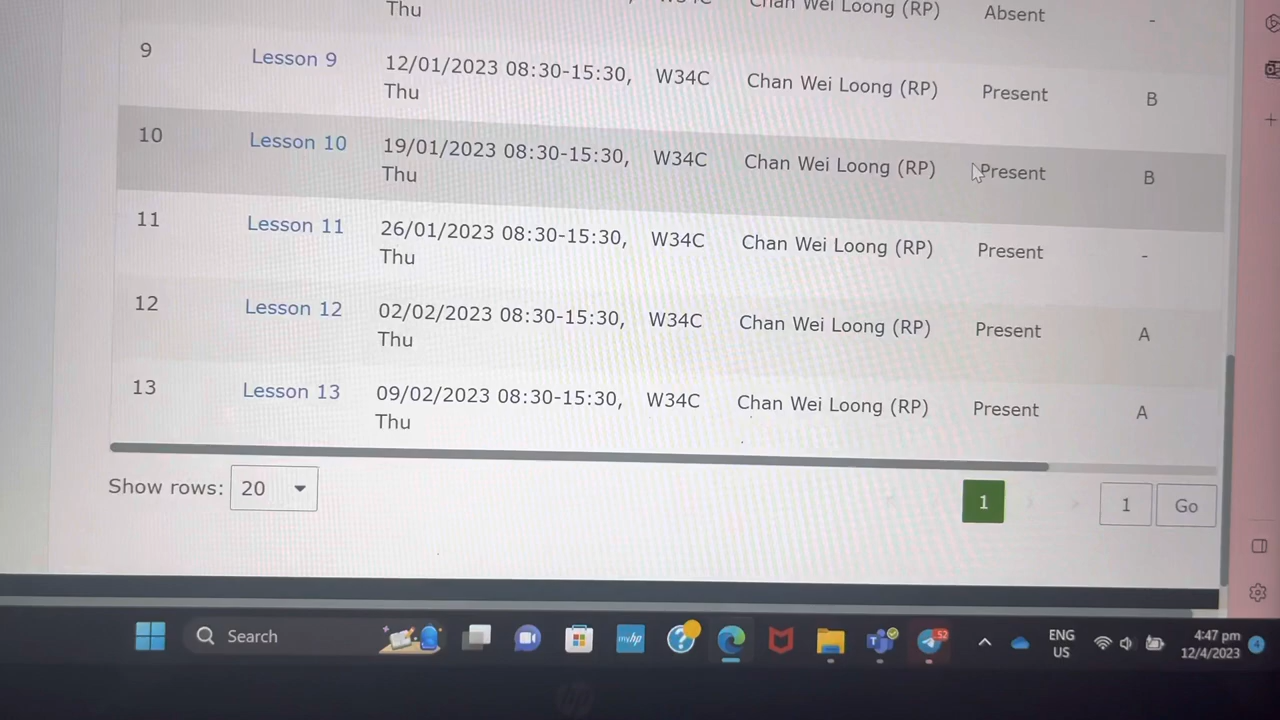 Thu Chan Wei Loong (RP) Absent -
9 Lesson 9 12/01/2023 08:30-15:30, W34C Chan Wei Loong (RP) Present B
Thu
10 Lesson 10 19/01/2023 08:30-15:30, W34C Chan Wei Loong (RP) Present B
Thu
11 Lesson 11 26/01/2023 08:30-15:30, W34C Chan Wei Loong (RP) Present -
Thu
12 Lesson 12 02/02/2023 08:30-15:30, W34C Chan Wei Loong (RP) Present A
Thu
13 Lesson 13 09/02/2023 08:30-15:30, W34C Chan Wei Loong (RP) Present A
Thu
Show rows: 20 1 1 Go
Search myhp ? 52 ENG 4:47 pm 4
US 12/4/2023
hp